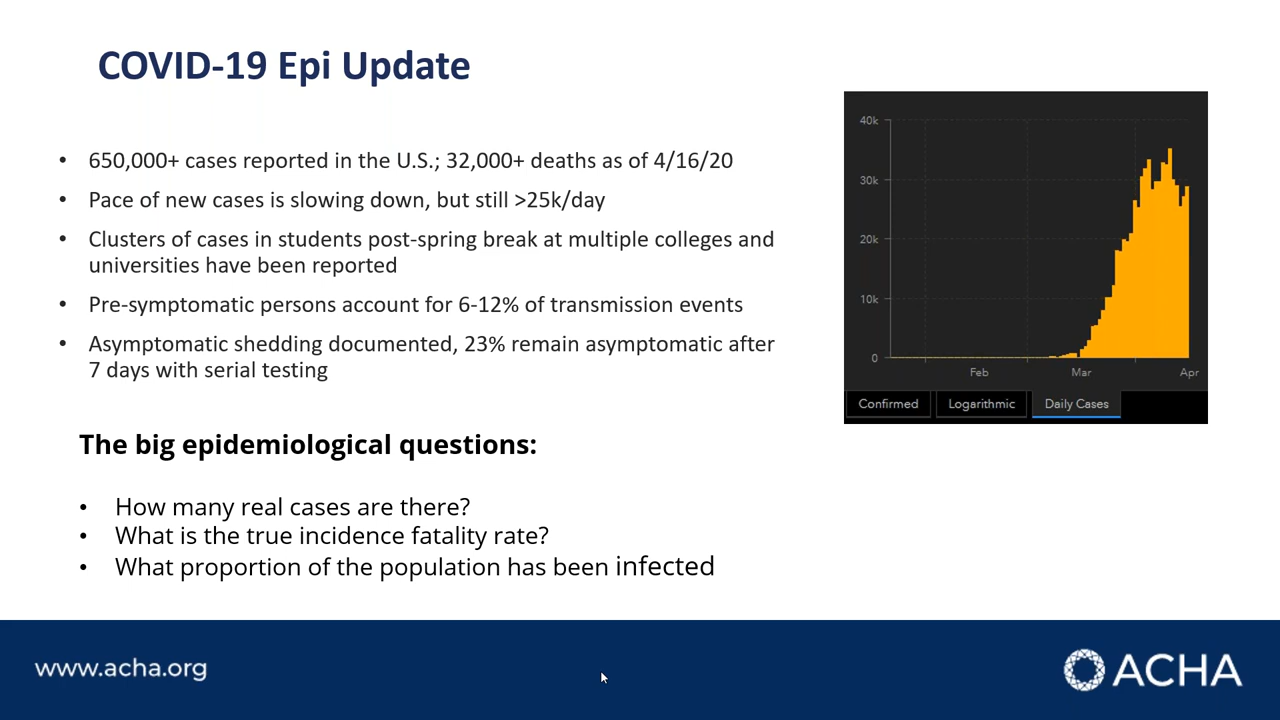 COVID-19 Epi Update
• 650,000+ cases reported in the U.S.; 32,000+ deaths as of 4/16/20
• Pace of new cases is slowing down, but still >25k/day
• Clusters of cases in students post-spring break at multiple colleges and
universities have been reported
• Pre-symptomatic persons account for 6-12% of transmission events
• Asymptomatic shedding documented, 23% remain asymptomatic after
7 days with serial testing
40k
30k
20k
10k
0
Feb Mar Apr
Confirmed Logarithmic Daily Cases
The big epidemiological questions:
• How many real cases are there?
• What is the true incidence fatality rate?
• What proportion of the population has been infected
www.acha.org
ACHA